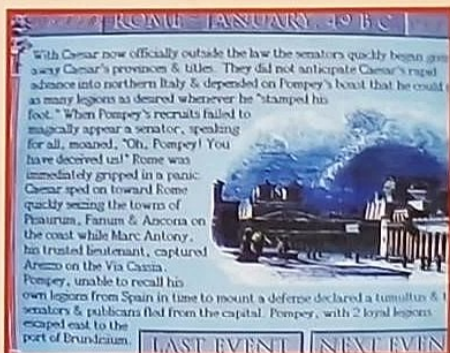 ROME - JANUARY, 49 B C
With Caesar now officially outside the law the senators quickly began
away Caesar's provinces & titles. They did not anticipate Caesar's rapid
advance into northern Italy & depended on Pompey's boast that he could
as many legions as desired whenever he "stamped his
foot." When Pompey's recruits failed to
magically appear a senator, speaking
for all, moaned, "Oh, Pompey! You
have deceived us!" Rome was
immediately gripped in a panic.
Caesar sped on toward Rome
quickly seizing the towns of
Pisaurum, Fanum & Ancona on
the coast while Marc Antony,
his trusted lieutenant, captured
Arezzo on the Via Cassia.
Pompey, unable to recall his
own legions from Spain in time to mount a defense declared a tumultus &
senators & publicans fled from the capital. Pompey, with 2 loyal legions
escaped east to the
port of Brundisium.
LAST EVENT
NEXT EVEN